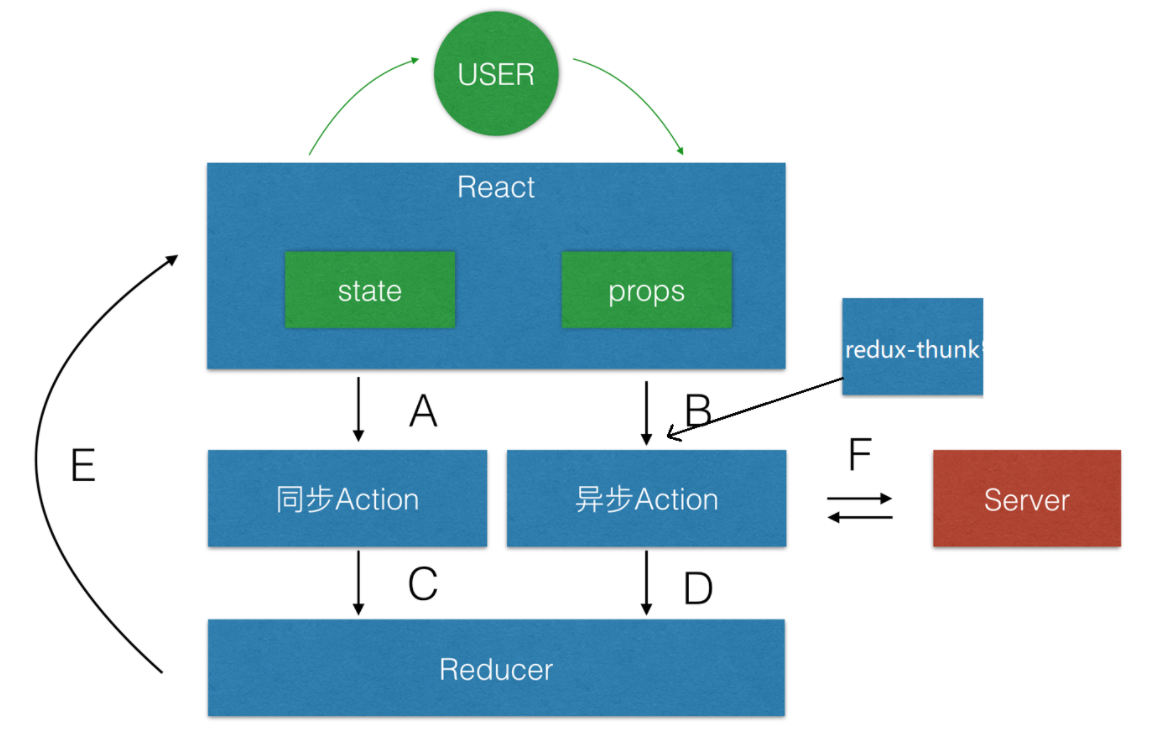 USER
React
state
props
redux-thunk
A
B
E
F
同步Action
异步Action
Server
C
D
Reducer